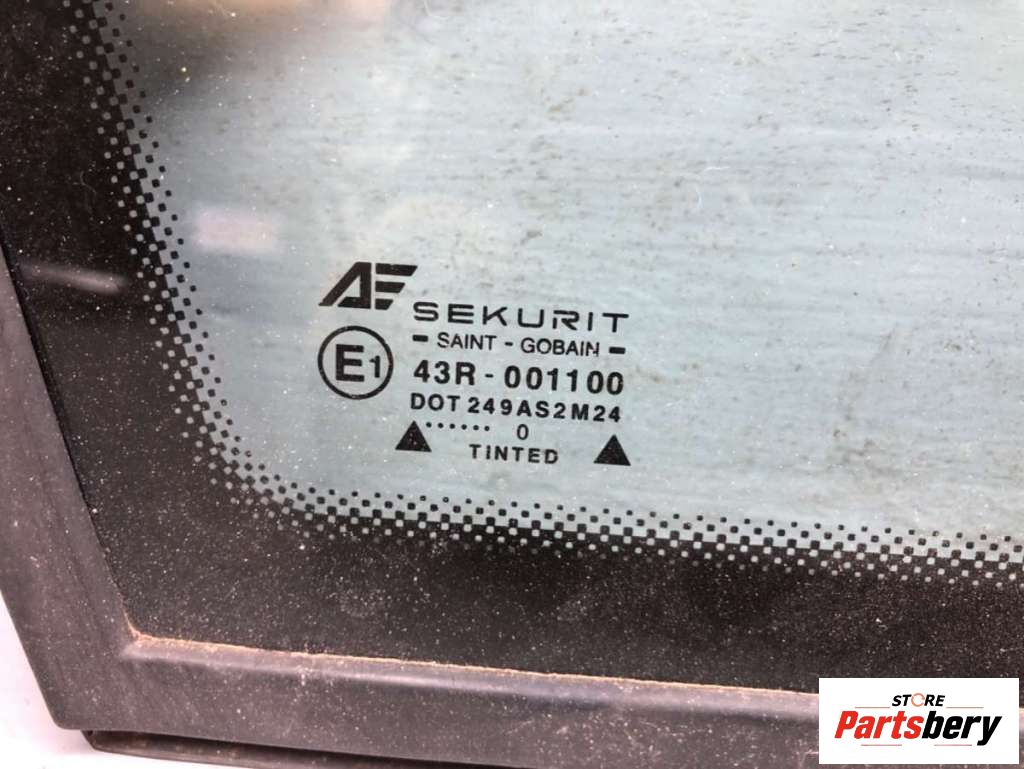 AE SEKURIT
- SAINT - GOBAIN -
E1 43R - 001100
DOT 249AS2M24
...... 0
TINTED
STORE
Partsbery